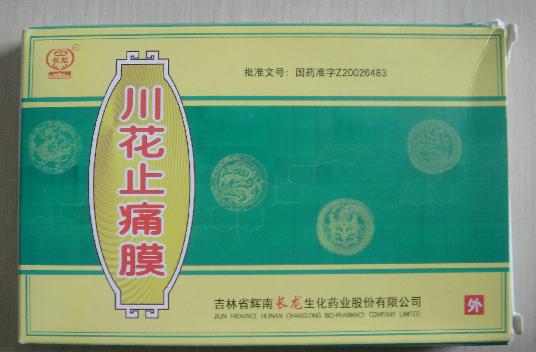 长龙
批准文号：国药准字Z20026483
川花止痛膜
吉林省辉南长龙生化药业股份有限公司
JILIN PROVINCE HUINAN CHANGLONG BIO-PHARMACY COMPANY LIMITED
外